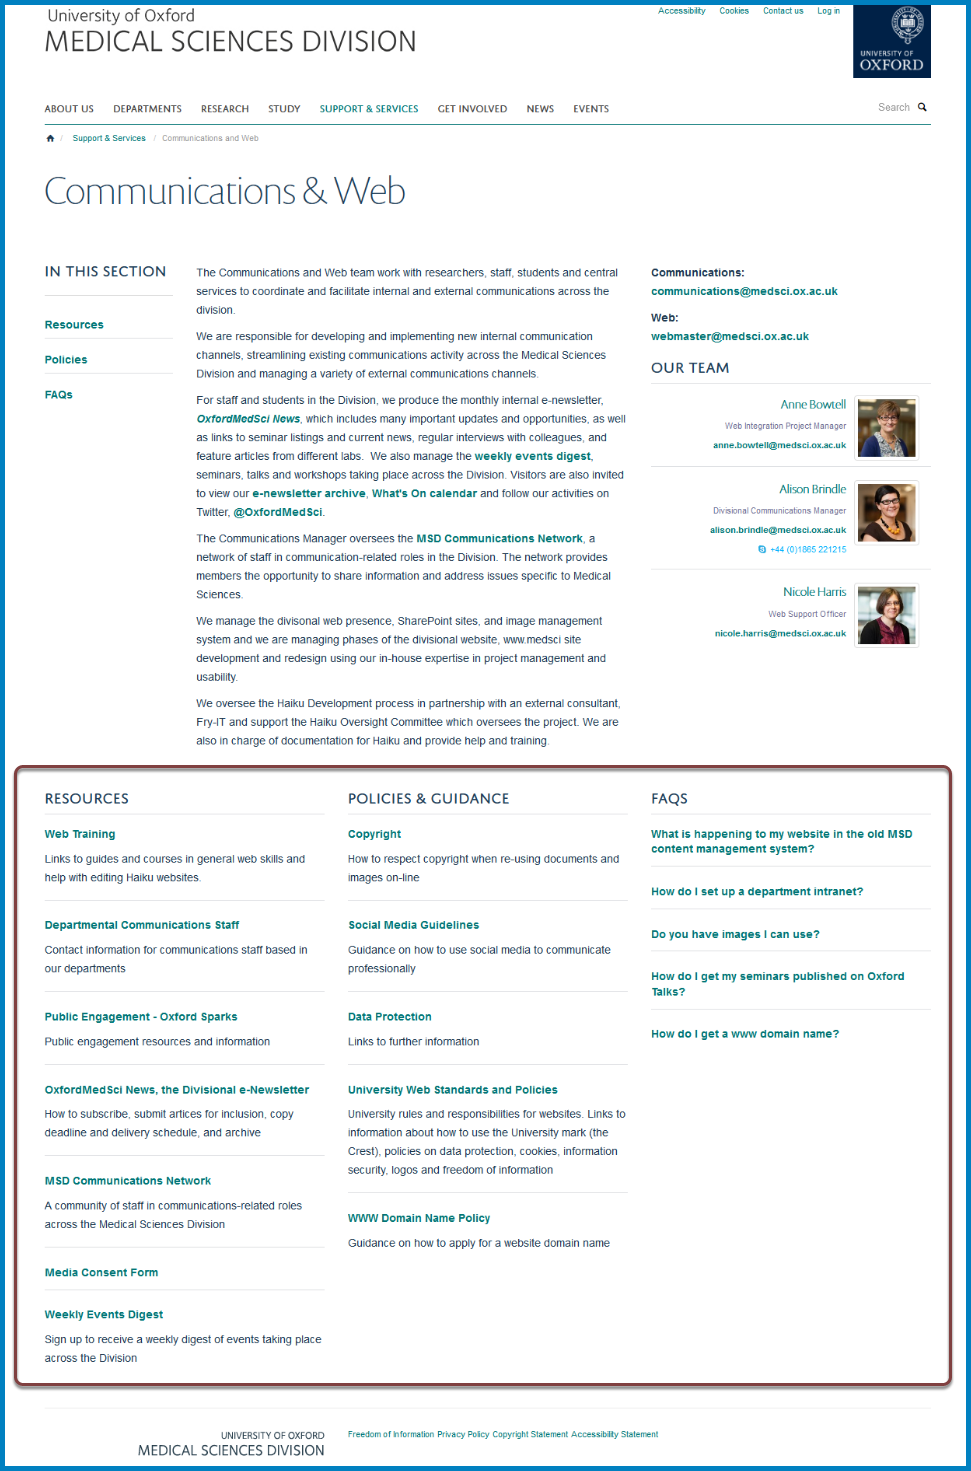 University of Oxford
MEDICAL SCIENCES DIVISION
Accessibility Cookies Contact us Log in
UNIVERSITY OF
OXFORD
ABOUT US DEPARTMENTS RESEARCH STUDY SUPPORT & SERVICES GET INVOLVED NEWS EVENTS
Search
/ Support & Services / Communications and Web
Communications & Web
IN THIS SECTION
Resources
Policies
FAQs
The Communications and Web team work with researchers, staff, students and central
services to coordinate and facilitate internal and external communications across the
division.
We are responsible for developing and implementing new internal communication
channels, streamlining existing communications activity across the Medical Sciences
Division and managing a variety of external communications channels.
For staff and students in the Division, we produce the monthly internal e-newsletter,
OxfordMedSci News, which includes many important updates and opportunities, as well
as links to seminar listings and current news, regular interviews with colleagues, and
feature articles from different labs. We also manage the weekly events digest,
seminars, talks and workshops taking place across the Division. Visitors are also invited
to view our e-newsletter archive, What's On calendar and follow our activities on
Twitter, @OxfordMedSci.
The Communications Manager oversees the MSD Communications Network, a
network of staff in communication-related roles in the Division. The network provides
members the opportunity to share information and address issues specific to Medical
Sciences.
We manage the divisonal web presence, SharePoint sites, and image management
system and we are managing phases of the divisional website, www.medsci site
development and redesign using our in-house expertise in project management and
usability.
We oversee the Haiku Development process in partnership with an external consultant,
Fry-IT and support the Haiku Oversight Committee which oversees the project. We are
also in charge of documentation for Haiku and provide help and training.
Communications:
communications@medsci.ox.ac.uk
Web:
webmaster@medsci.ox.ac.uk
OUR TEAM
Anne Bowtell
Web Integration Project Manager
anne.bowtell@medsci.ox.ac.uk
Alison Brindle
Divisional Communications Manager
alison.brindle@medsci.ox.ac.uk
+44 (0)1865 221215
Nicole Harris
Web Support Officer
nicole.harris@medsci.ox.ac.uk
RESOURCES
Web Training
Links to guides and courses in general web skills and
help with editing Haiku websites.
Departmental Communications Staff
Contact information for communications staff based in
our departments
Public Engagement - Oxford Sparks
Public engagement resources and information
OxfordMedSci News, the Divisional e-Newsletter
How to subscribe, submit artices for inclusion, copy
deadline and delivery schedule, and archive
MSD Communications Network
A community of staff in communications-related roles
across the Medical Sciences Division
Media Consent Form
Weekly Events Digest
Sign up to receive a weekly digest of events taking place
across the Division
POLICIES & GUIDANCE
Copyright
How to respect copyright when re-using documents and
images on-line
Social Media Guidelines
Guidance on how to use social media to communicate
professionally
Data Protection
Links to further information
University Web Standards and Policies
University rules and responsibilities for websites. Links to
information about how to use the University mark (the
Crest), policies on data protection, cookies, information
security, logos and freedom of information
WWW Domain Name Policy
Guidance on how to apply for a website domain name
FAQS
What is happening to my website in the old MSD
content management system?
How do I set up a department intranet?
Do you have images I can use?
How do I get my seminars published on Oxford
Talks?
How do I get a www domain name?
UNIVERSITY OF OXFORD
MEDICAL SCIENCES DIVISION
Freedom of Information Privacy Policy Copyright Statement Accessibility Statement